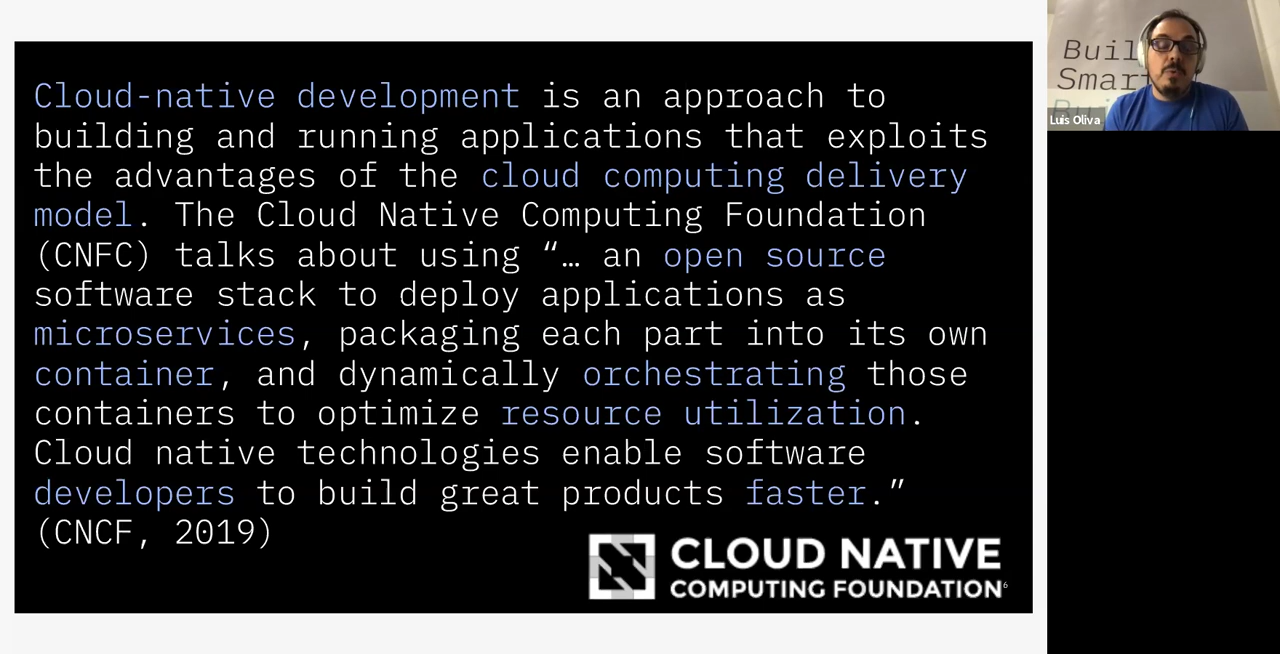 Cloud-native development is an approach to
building and running applications that exploits
the advantages of the cloud computing delivery
model. The Cloud Native Computing Foundation
(CNFC) talks about using “… an open source
software stack to deploy applications as
microservices, packaging each part into its own
container, and dynamically orchestrating those
containers to optimize resource utilization.
Cloud native technologies enable software
developers to build great products faster.”
(CNCF, 2019)
CLOUD NATIVE
COMPUTING FOUNDATION
6
Buil
Smar
Bu
Luis Oliva